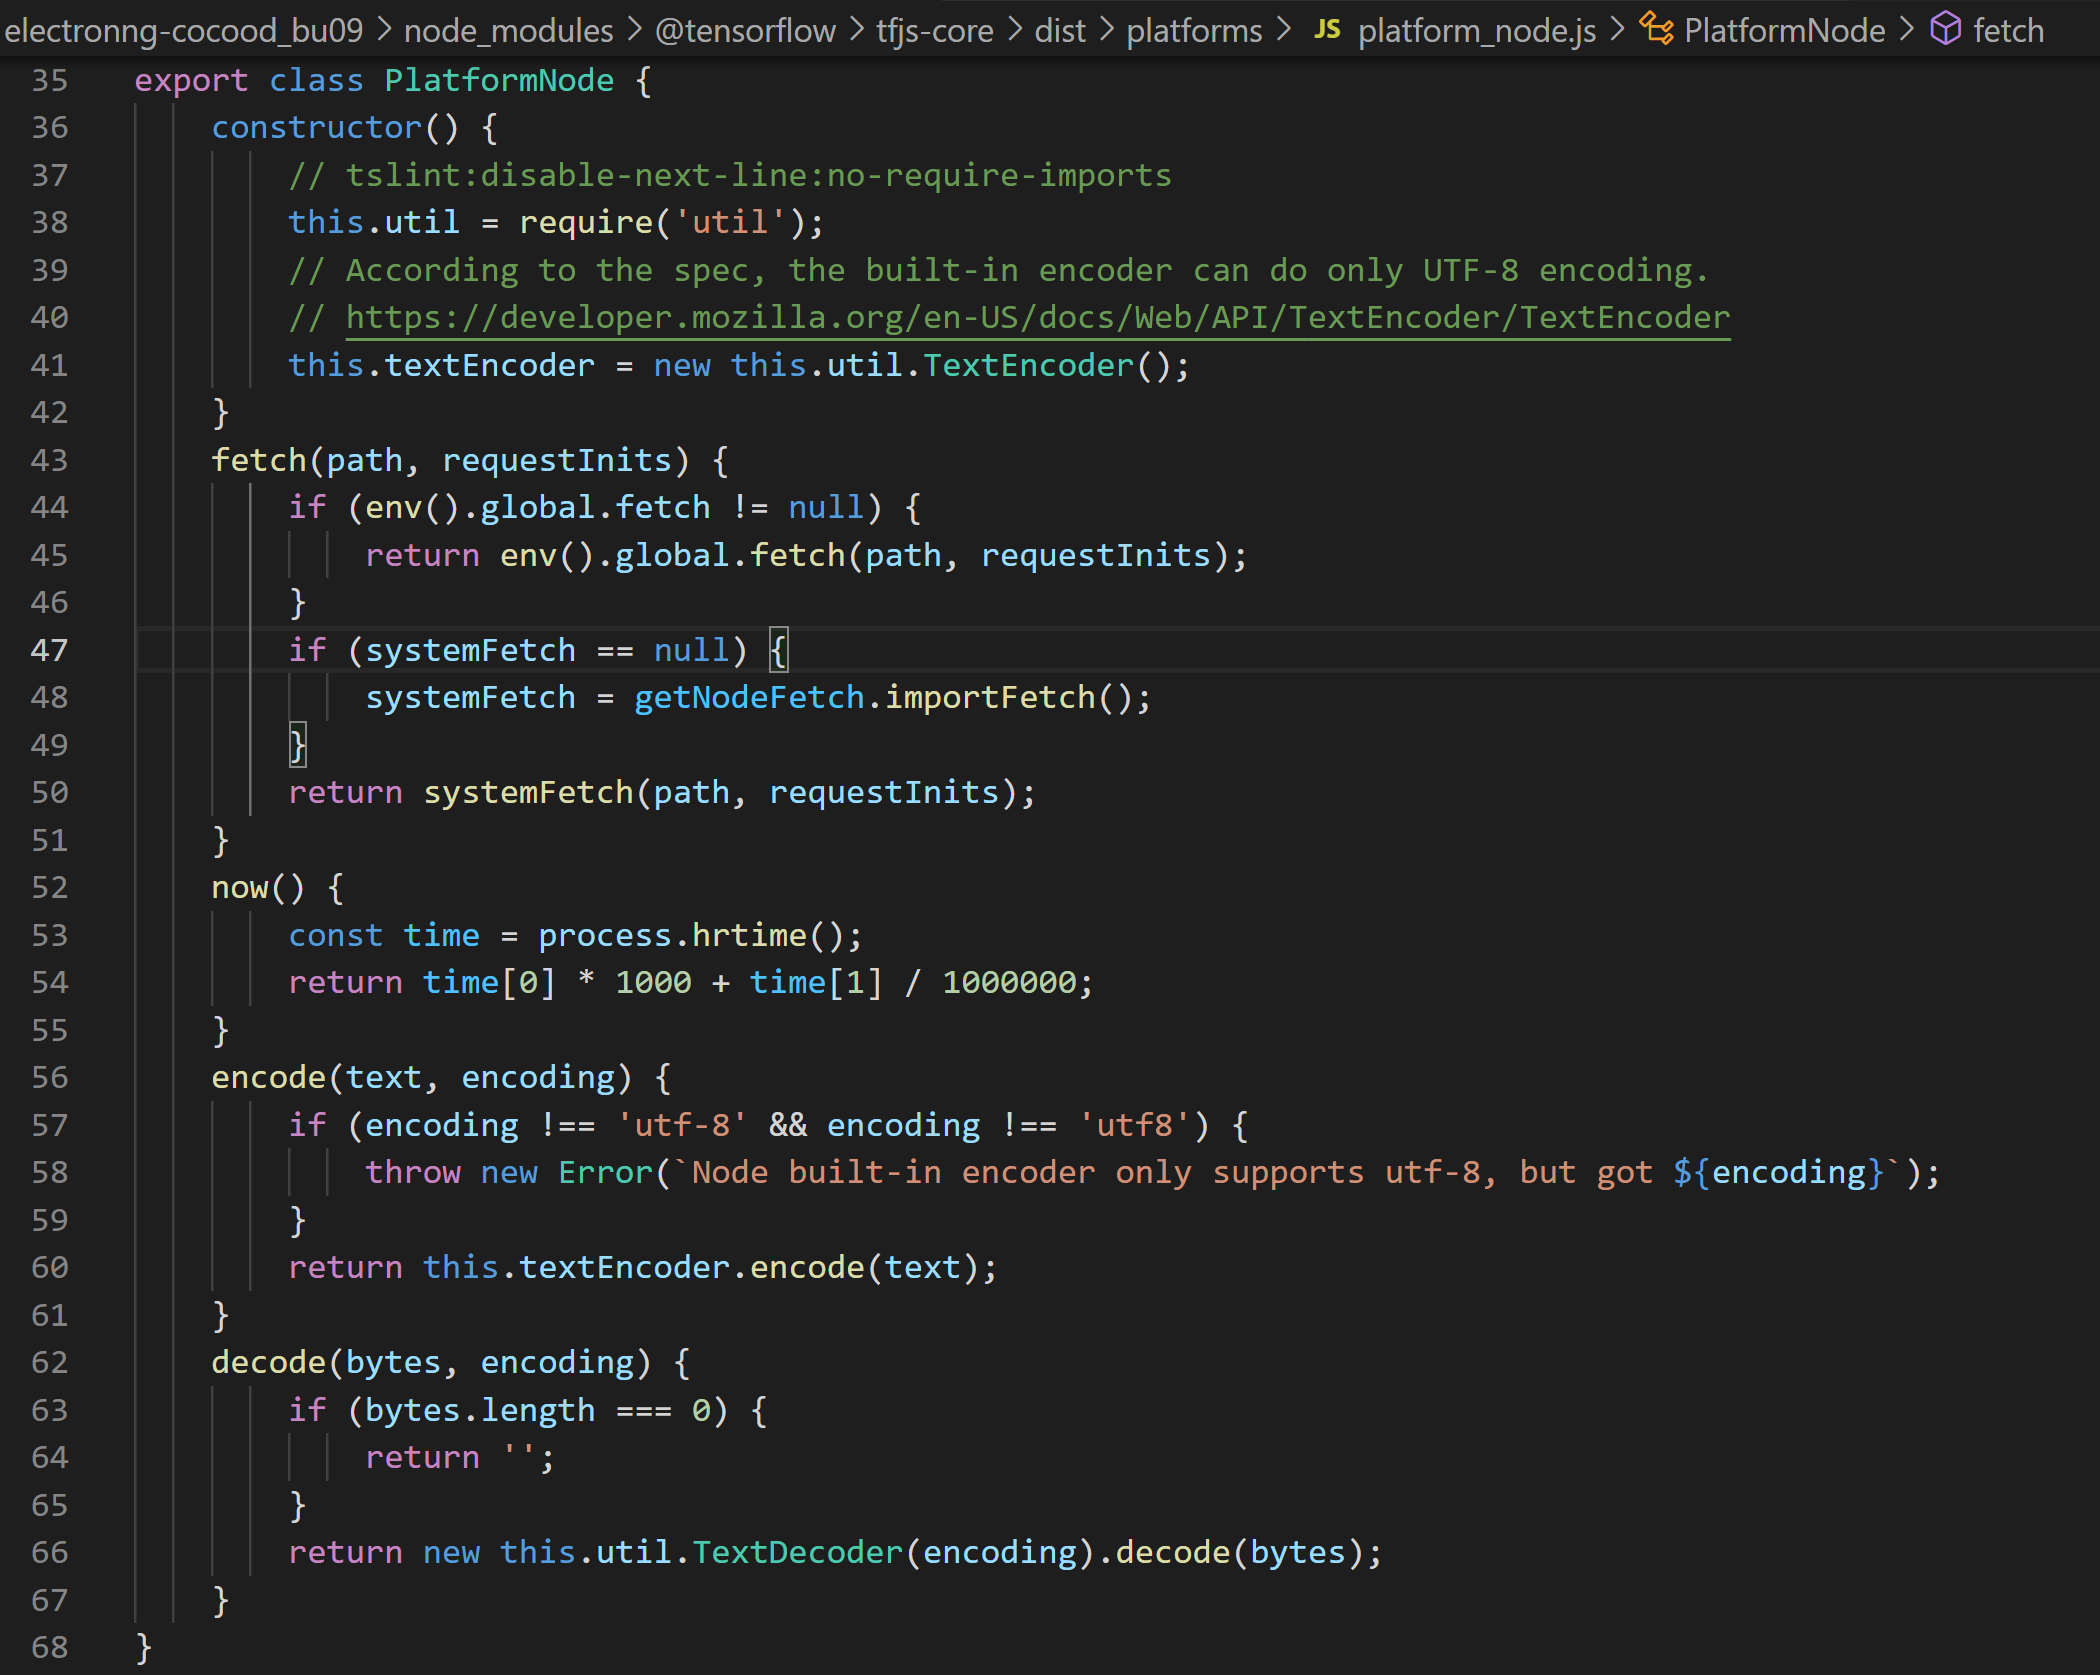 electronng-cocood_bu09 > node_modules > @tensorflow > tfjs-core > dist > platforms > JS platform_node.js > PlatformNode > fetch
35 export class PlatformNode {
36 constructor() {
37 // tslint:disable-next-line:no-require-imports
38 this.util = require('util');
39 // According to the spec, the built-in encoder can do only UTF-8 encoding.
40 // https://developer.mozilla.org/en-US/docs/Web/API/TextEncoder/TextEncoder
41 this.textEncoder = new this.util.TextEncoder();
42 }
43 fetch(path, requestInits) {
44 if (env().global.fetch != null) {
45 return env().global.fetch(path, requestInits);
46 }
47 if (systemFetch == null) {
48 systemFetch = getNodeFetch.importFetch();
49 }
50 return systemFetch(path, requestInits);
51 }
52 now() {
53 const time = process.hrtime();
54 return time[0] * 1000 + time[1] / 1000000;
55 }
56 encode(text, encoding) {
57 if (encoding !== 'utf-8' && encoding !== 'utf8') {
58 throw new Error(`Node built-in encoder only supports utf-8, but got ${encoding}`);
59 }
60 return this.textEncoder.encode(text);
61 }
62 decode(bytes, encoding) {
63 if (bytes.length === 0) {
64 return '';
65 }
66 return new this.util.TextDecoder(encoding).decode(bytes);
67 }
68 }